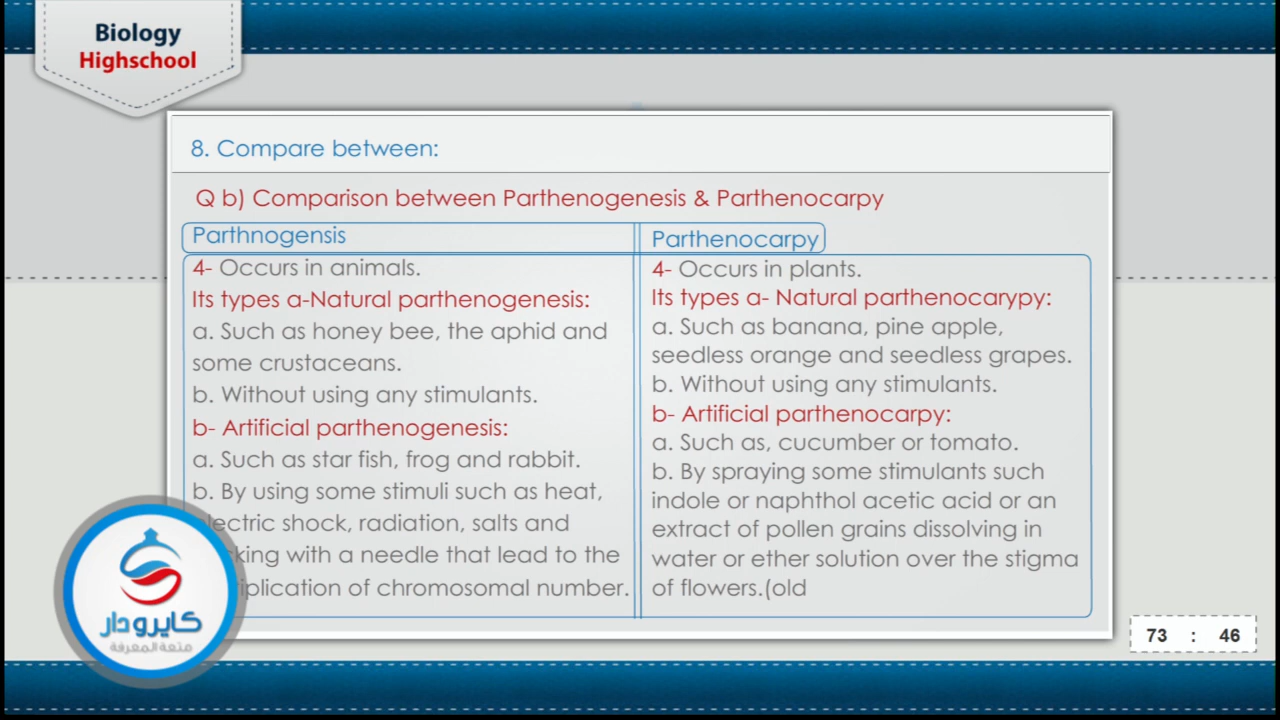 Biology
Highschool
8. Compare between:
Q b) Comparison between Parthenogenesis & Parthenocarpy
Parthnogensis
4- Occurs in animals.
Its types a-Natural parthenogenesis:
a. Such as honey bee, the aphid and
some crustaceans.
b. Without using any stimulants.
b- Artificial parthenogenesis:
a. Such as star fish, frog and rabbit.
b. By using some stimuli such as heat,
electric shock, radiation, salts and
with a needle that lead to the
of chromosomal number.
Parthenocarpy
4- Occurs in plants.
Its types a- Natural parthenocarypy:
a. Such as banana, pine apple,
seedless orange and seedless grapes.
b. Without using any stimulants.
b- Artificial parthenocarpy:
a. Such as, cucumber or tomato.
b. By spraying some stimulants such
indole or naphthol acetic acid or an
extract of pollen grains dissolving in
water or ether solution over the stigma
of flowers.(old
كايرودار
متعة المعرفة
73 : 46